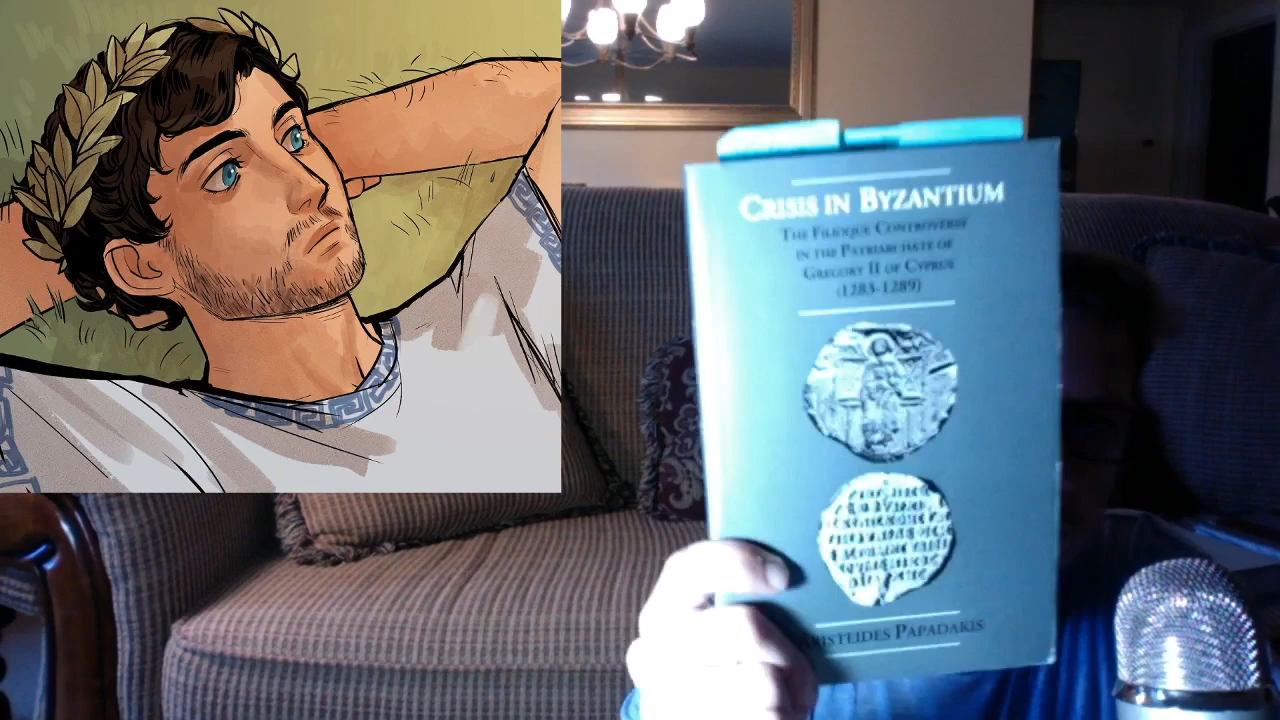 CRISIS IN BYZANTIUM
THE FILIOQUE CONTROVERSY
IN THE PATRIARCHATE OF
GREGORY II OF CYPRUS
(1283-1289)
PAPADAKIS